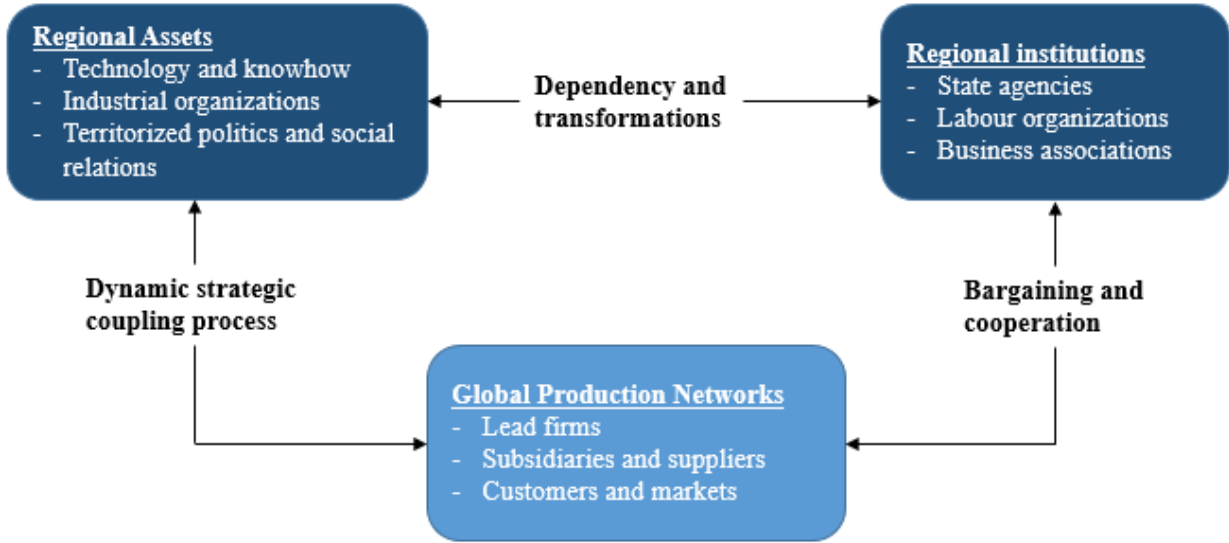 Regional Assets
- Technology and knowhow
- Industrial organizations
- Territorized politics and social
relations
Dependency and
transformations
Regional institutions
- State agencies
- Labour organizations
- Business associations
Dynamic strategic
coupling process
Bargaining and
cooperation
Global Production Networks
- Lead firms
- Subsidiaries and suppliers
- Customers and markets